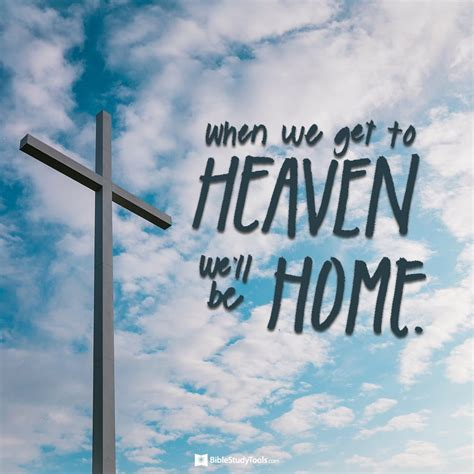 when we get to
HEAVEN
we'll
be HOME.
BibleStudyTools.com